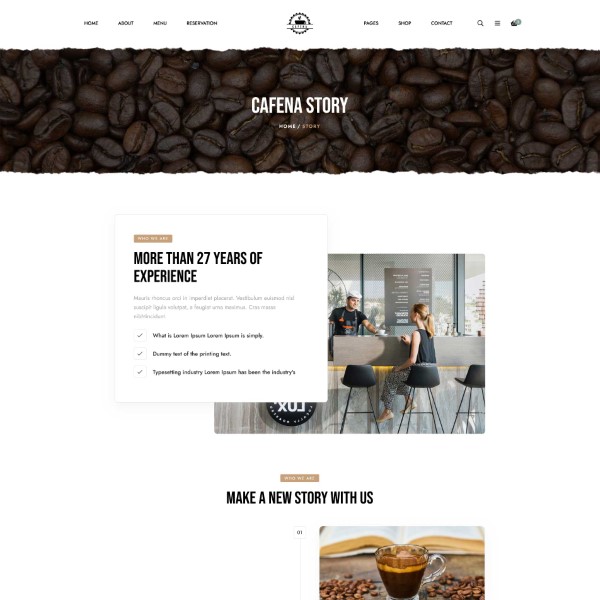 HOME
ABOUT
MENU
RESERVATION
PAGES
SHOP
CONTACT
CAFENA STORY
HOME / STORY
WHO WE ARE
MORE THAN 27 YEARS OF
EXPERIENCE
Mauris rhoncus orci in imperdiet placerat. Vestibulum euismod nisl
suscipit ligula volutpat, a feugiat urna maximus. Cras massa
nibhtincidunt.
What is Lorem Ipsum Lorem Ipsum is simply.
Dummy text of the printing text.
Typesetting industry Lorem Ipsum has been the industry's
WHO WE ARE
MAKE A NEW STORY WITH US
01